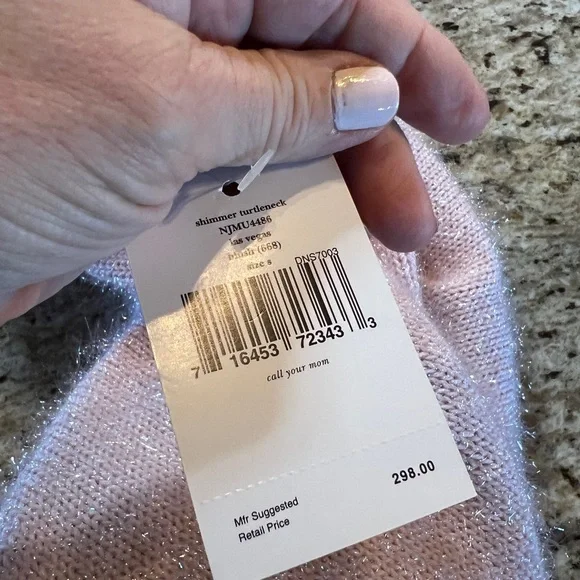 shimmer turtleneck
NJMU4486
las vegas
blush (668)
size s
DNS7003
7 16453 72343 3
call your mom
Mfr Suggested
Retail Price
298.00